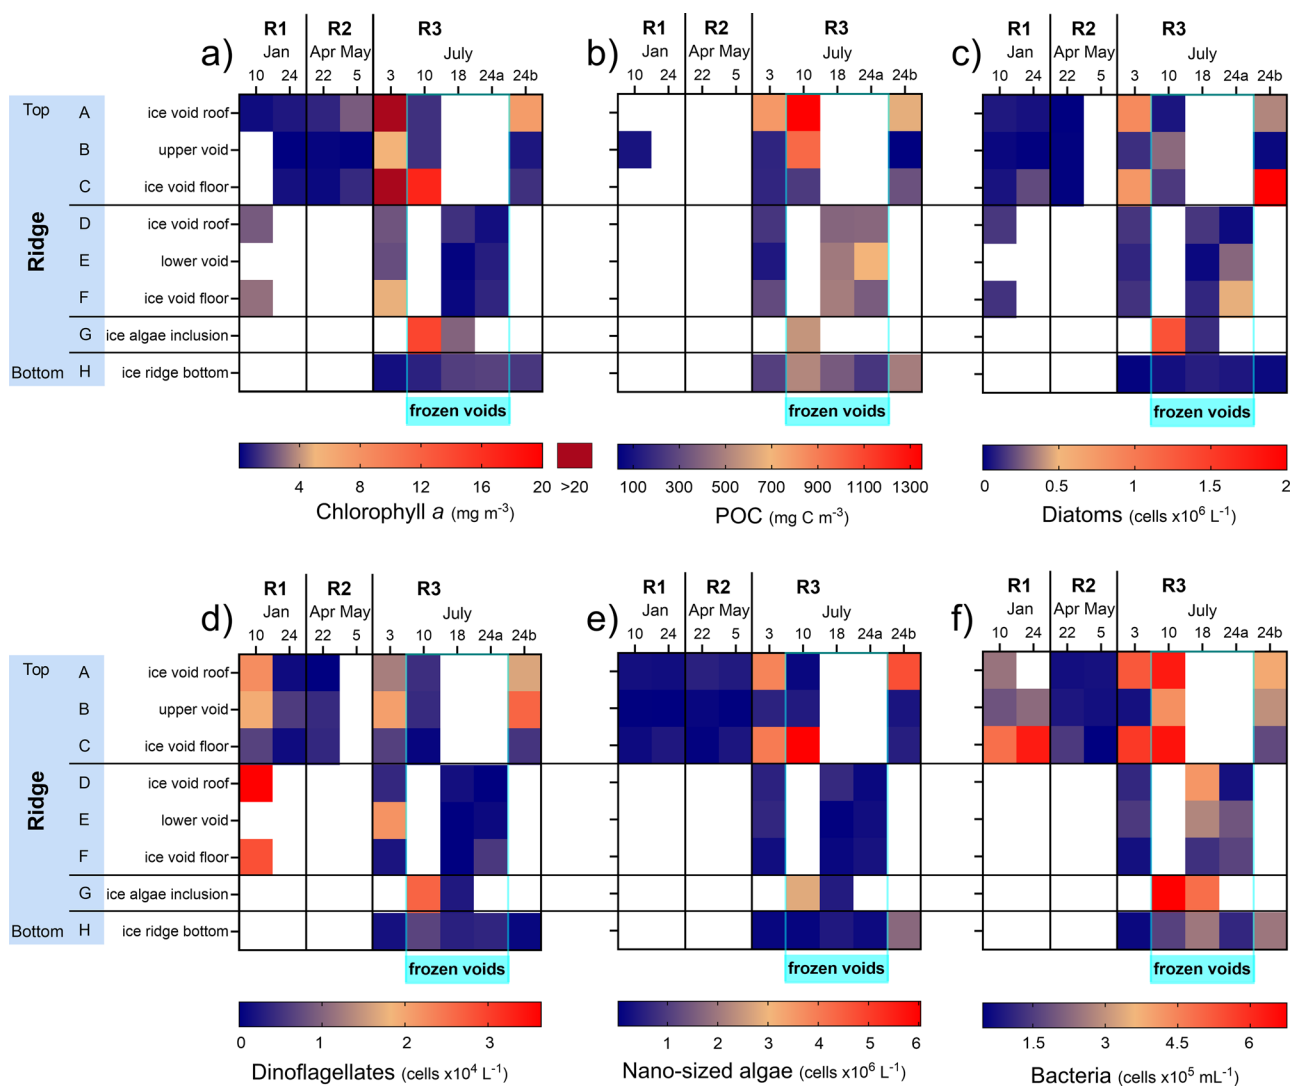 R1 R2 R3
Jan Apr May July
a)
10 24 22 5 3 10 18 24a 24b
R1 R2 R3
Jan Apr May July
b)
10 24 22 5 3 10 18 24a 24b
R1 R2 R3
Jan Apr May July
c)
10 24 22 5 3 10 18 24a 24b
Top A ice void roof
B upper void
C ice void floor
Ridge
D ice void roof
E lower void
F ice void floor
G ice algae inclusion
Bottom H ice ridge bottom
frozen voids
frozen voids
frozen voids
4 8 12 16 20 >20
Chlorophyll a (mg m-3)
100 300 500 700 900 1100 1300
POC (mg C m-3)
0 0.5 1 1.5 2
Diatoms (cells x10⁶ L-1)
R1 R2 R3
Jan Apr May July
d)
10 24 22 5 3 10 18 24a 24b
R1 R2 R3
Jan Apr May July
e)
10 24 22 5 3 10 18 24a 24b
R1 R2 R3
Jan Apr May July
f)
10 24 22 5 3 10 18 24a 24b
Top A ice void roof
B upper void
C ice void floor
Ridge
D ice void roof
E lower void
F ice void floor
G ice algae inclusion
Bottom H ice ridge bottom
frozen voids
frozen voids
frozen voids
0 1 2 3
Dinoflagellates (cells x10⁴ L-1)
1 2 3 4 5 6
Nano-sized algae (cells x10⁶ L-1)
1.5 3 4.5 6
Bacteria (cells x10⁵ mL-1)